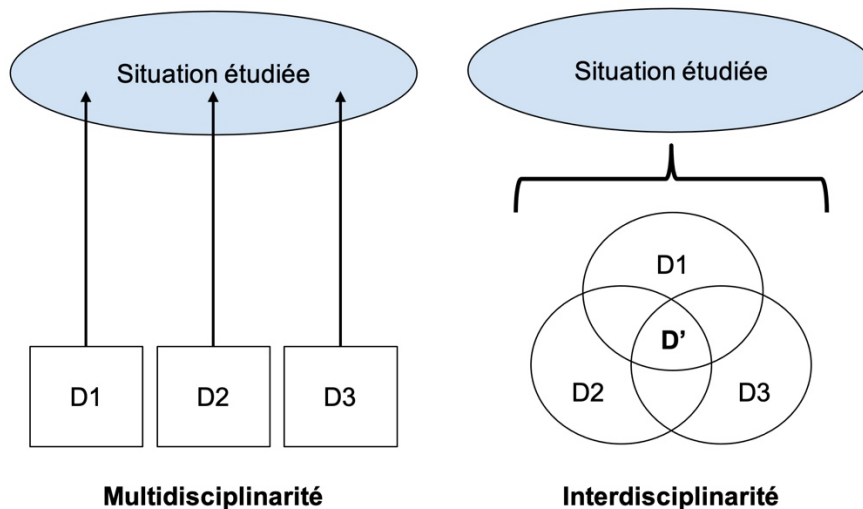 Situation étudiée
D1
D2
D3
Multidisciplinarité
Situation étudiée
D1
D'
D2
D3
Interdisciplinarité